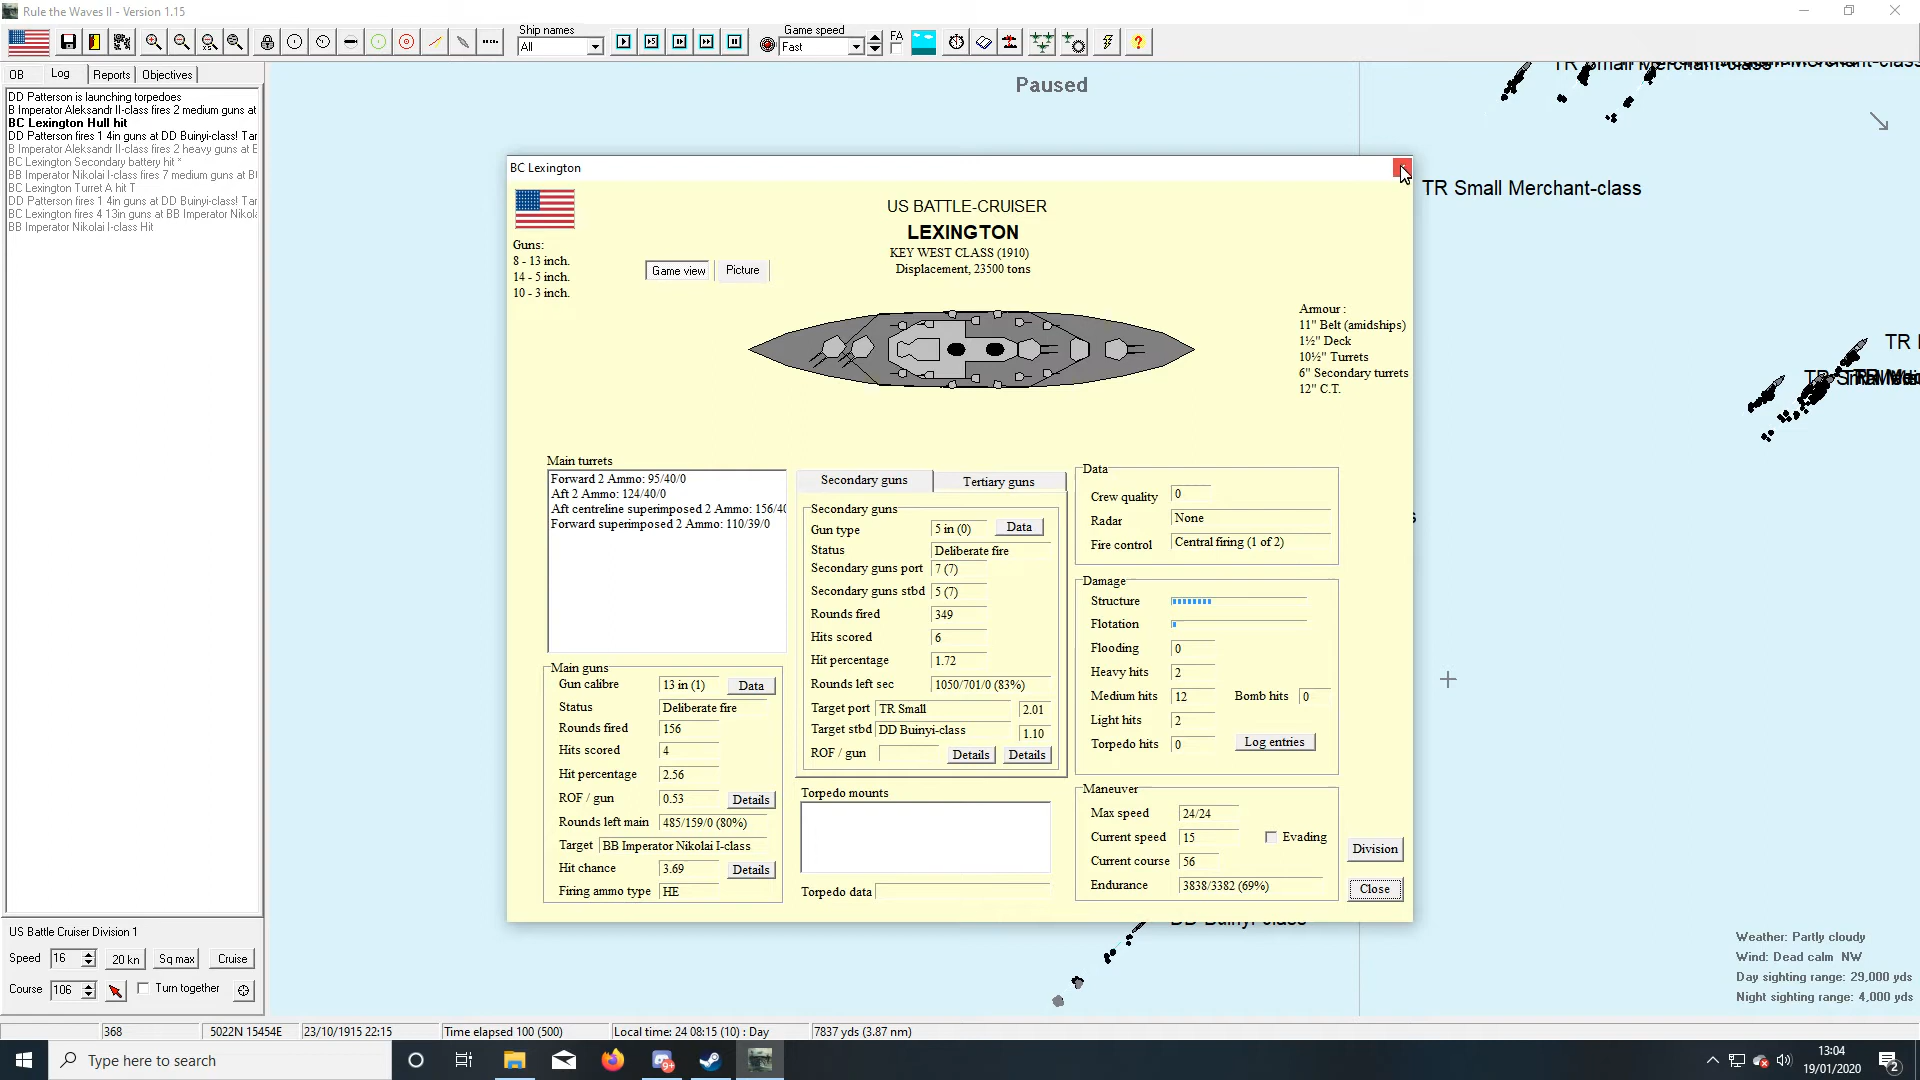 Rule the Waves II - Version 1.15
Ship names
All
Game speed
Fast
FA
OB
Log
Reports
Objectives
DD Patterson is launching torpedoes
B Imperator Aleksandr II-class fires 2 medium guns at
BC Lexington Hull hit
DD Patterson fires 1 4in guns at DD Buinyi-class! Tar
B Imperator Aleksandr II-class fires 2 heavy guns at
BC Lexington Secondary battery hit *
BB Imperator Nikolai I-class fires 7 medium guns at
BC Lexington Turret A hit T
DD Patterson fires 1 4in guns at DD Buinyi-class! Tar
BC Lexington fires 4 13in guns at BB Imperator Nikola
BB Imperator Nikolai I-class Hit
Paused
TR Small Merchant-class
TR Small Merchant-class
TR
BC Lexington
US BATTLE-CRUISER
LEXINGTON
KEY WEST CLASS (1910)
Displacement, 23500 tons
Guns:
8 - 13 inch.
14 - 5 inch.
10 - 3 inch.
Game view
Picture
Armour :
11" Belt (amidships)
1½" Deck
10½" Turrets
6" Secondary turrets
12" C.T.
Main turrets
Forward 2 Ammo: 95/40/0
Aft 2 Ammo: 124/40/0
Aft centreline superimposed 2 Ammo: 156/40
Forward superimposed 2 Ammo: 110/39/0
Main guns
Gun calibre 13 in (1) Data
Status Deliberate fire
Rounds fired 156
Hits scored 4
Hit percentage 2.56
ROF / gun 0.53 Details
Rounds left main 485/159/0 (80%)
Target BB Imperator Nikolai I-class
Hit chance 3.69 Details
Firing ammo type HE
Secondary guns
Tertiary guns
Secondary guns
Gun type 5 in (0) Data
Status Deliberate fire
Secondary guns port 7 (7)
Secondary guns stbd 5 (7)
Rounds fired 349
Hits scored 6
Hit percentage 1.72
Rounds left sec 1050/701/0 (83%)
Target port TR Small 2.01
Target stbd DD Buinyi-class 1.10
ROF / gun Details Details
Torpedo mounts
Torpedo data
Data
Crew quality 0
Radar None
Fire control Central firing (1 of 2)
Damage
Structure
Flotation
Flooding 0
Heavy hits 2
Medium hits 12 Bomb hits 0
Light hits 2
Torpedo hits 0 Log entries
Maneuver
Max speed 24/24
Current speed 15 Evading
Current course 56
Endurance 3838/3382 (69%)
Division
Close
DD Buinyi-class
Weather: Partly cloudy
Wind: Dead calm NW
Day sighting range: 29,000 yds
Night sighting range: 4,000 yds
US Battle Cruiser Division 1
Speed 16 20 kn Sq max Cruise
Course 106 Turn together
368
5022N 15454E
23/10/1915 22:15
Time elapsed 100 (500)
Local time: 24 08:15 (10) : Day
7837 yds (3.87 nm)
Type here to search
9+
13:04
19/01/2020
2